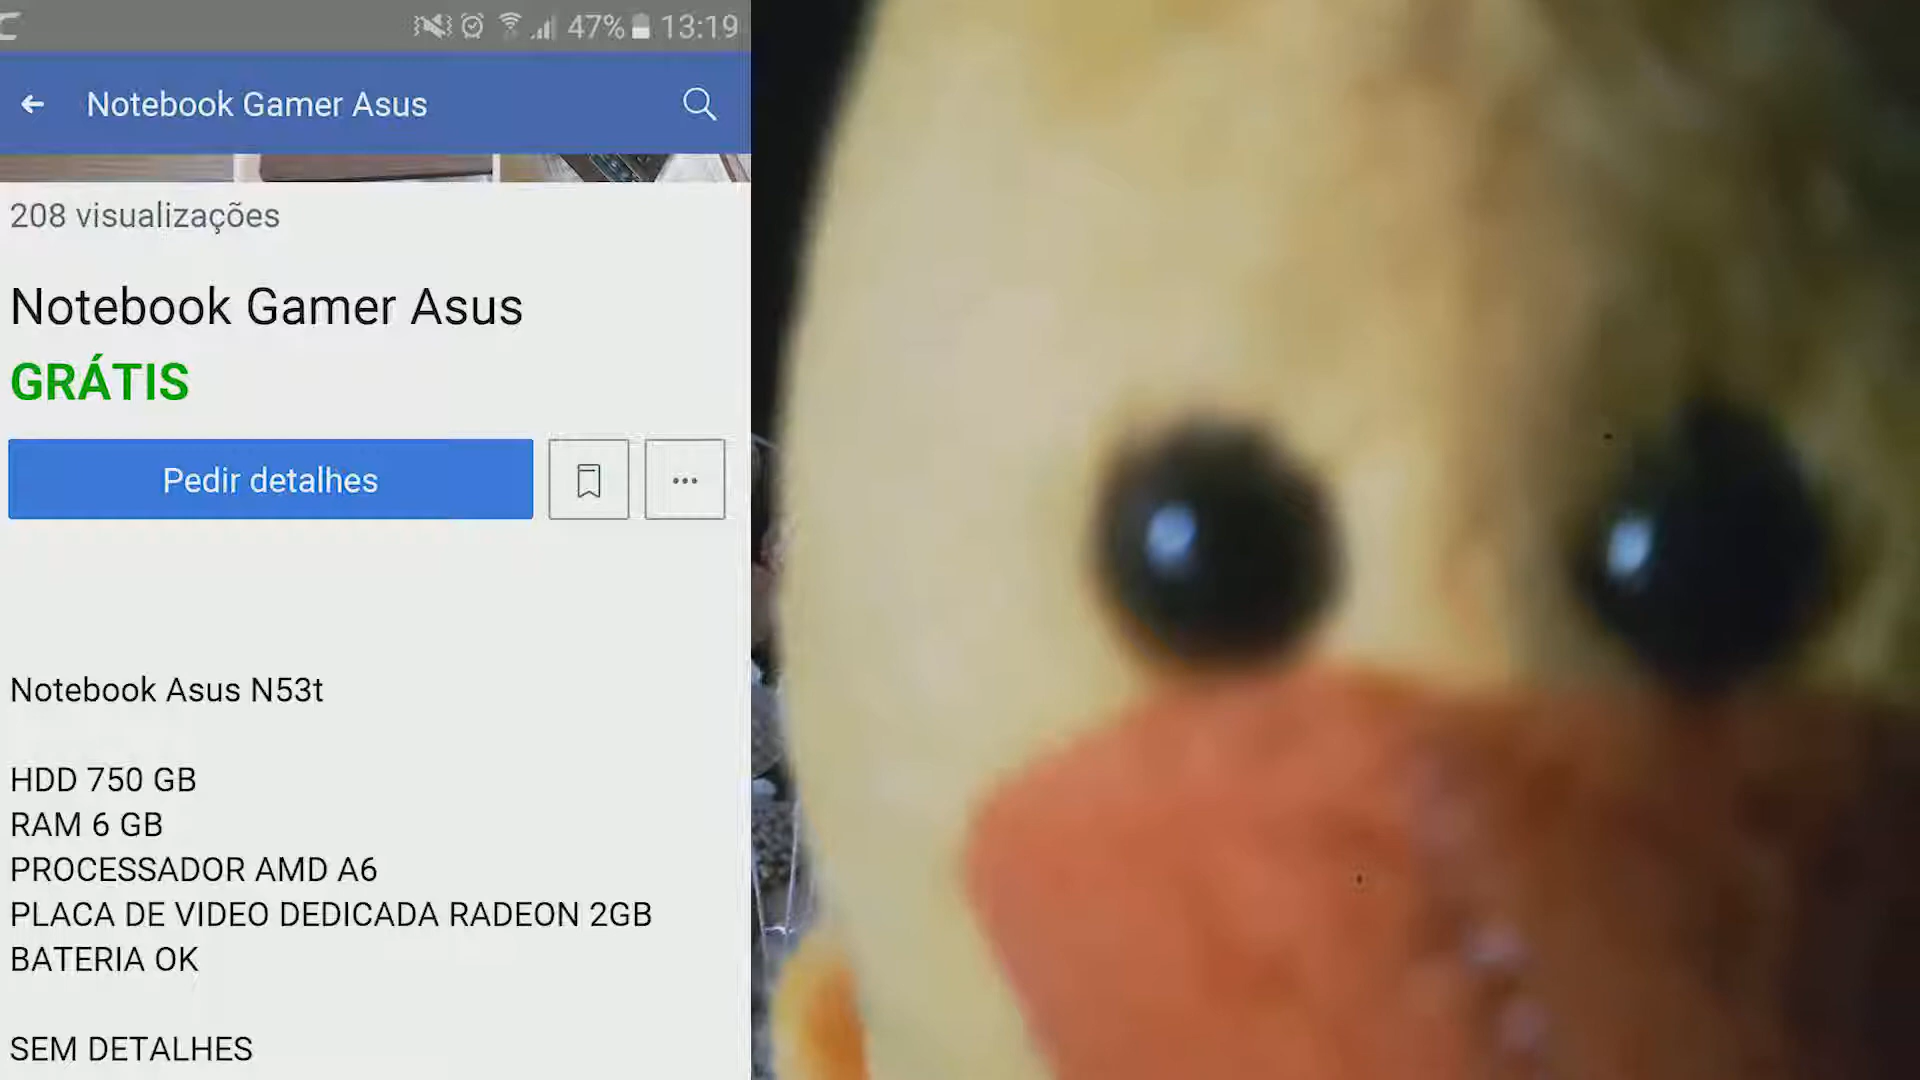 47% 13:19
Notebook Gamer Asus
208 visualizações
Notebook Gamer Asus
GRÁTIS
Pedir detalhes
Notebook Asus N53t
HDD 750 GB
RAM 6 GB
PROCESSADOR AMD A6
PLACA DE VIDEO DEDICADA RADEON 2GB
BATERIA OK
SEM DETALHES